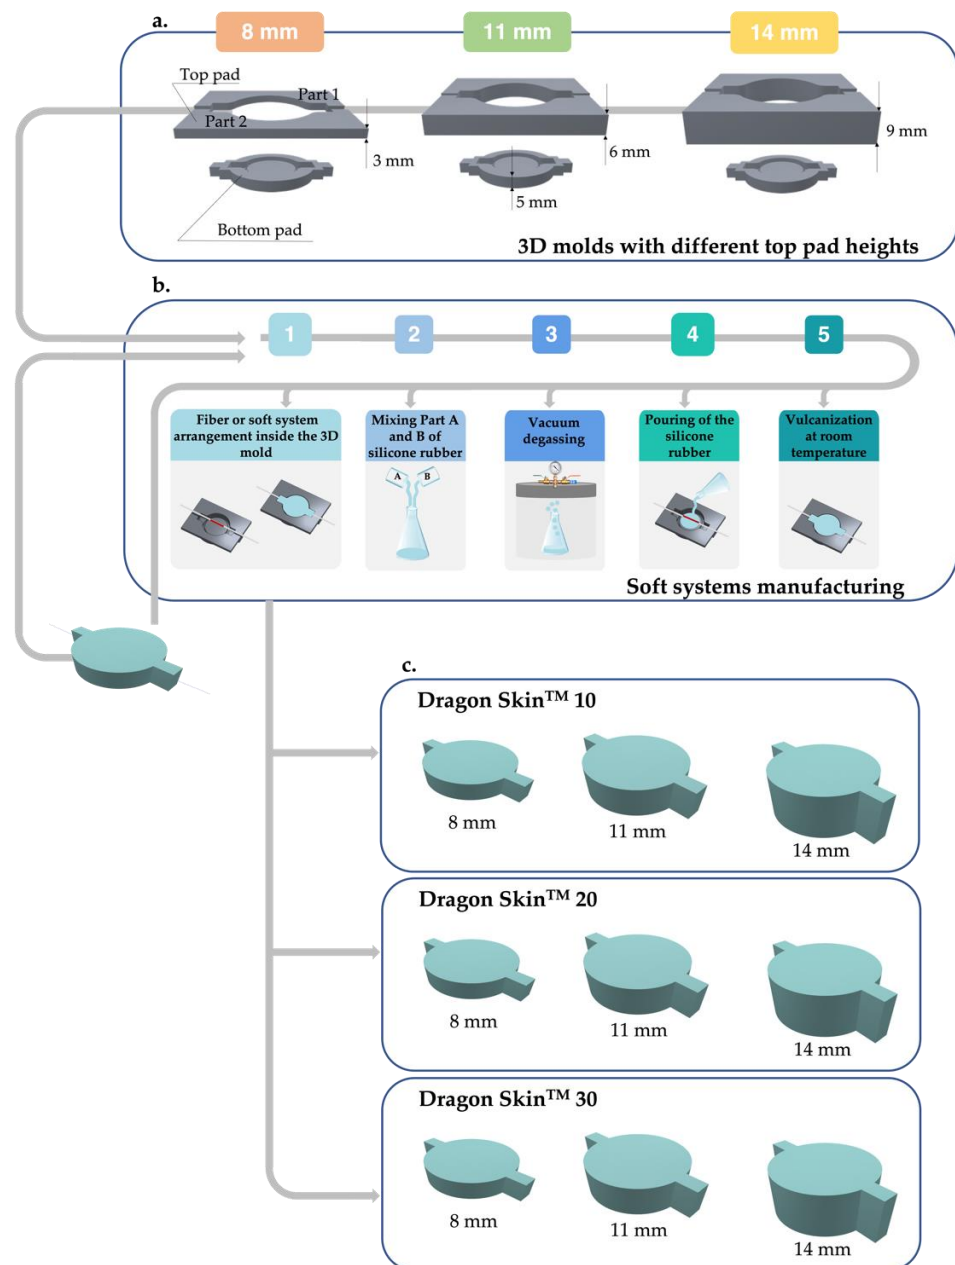 a.
8 mm
11 mm
14 mm
Top pad
Part 1
Part 2
3 mm
6 mm
9 mm
5 mm
Bottom pad
3D molds with different top pad heights
b.
1
2
3
4
5
Fiber or soft system
arrangement inside the 3D
mold
Mixing Part A
and B of
silicone rubber
Vacuum
degassing
Pouring of the
silicone
rubber
Vulcanization
at room
temperature
A
B
Soft systems manufacturing
c.
Dragon Skin™ 10
8 mm
11 mm
14 mm
Dragon Skin™ 20
8 mm
11 mm
14 mm
Dragon Skin™ 30
8 mm
11 mm
14 mm